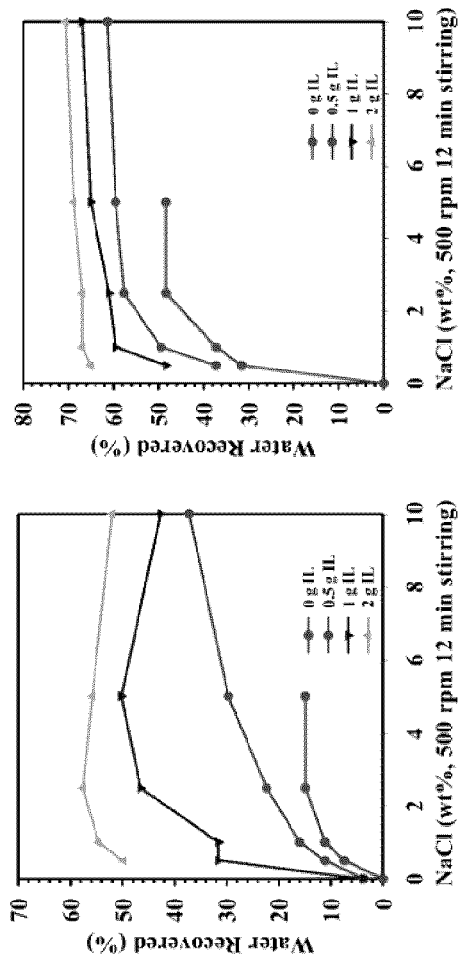 80
70
60
50
40
30
20
10
0
Water Recovered (%)
0 g IL
0.5 g IL
1 g IL
2 g IL
0 2 4 6 8 10
NaCl (wt%, 500 rpm 12 min stirring)
70
60
50
40
30
20
10
0
Water Recovered (%)
0 g IL
0.5 g IL
1 g IL
2 g IL
0 2 4 6 8 10
NaCl (wt%, 500 rpm 12 min stirring)